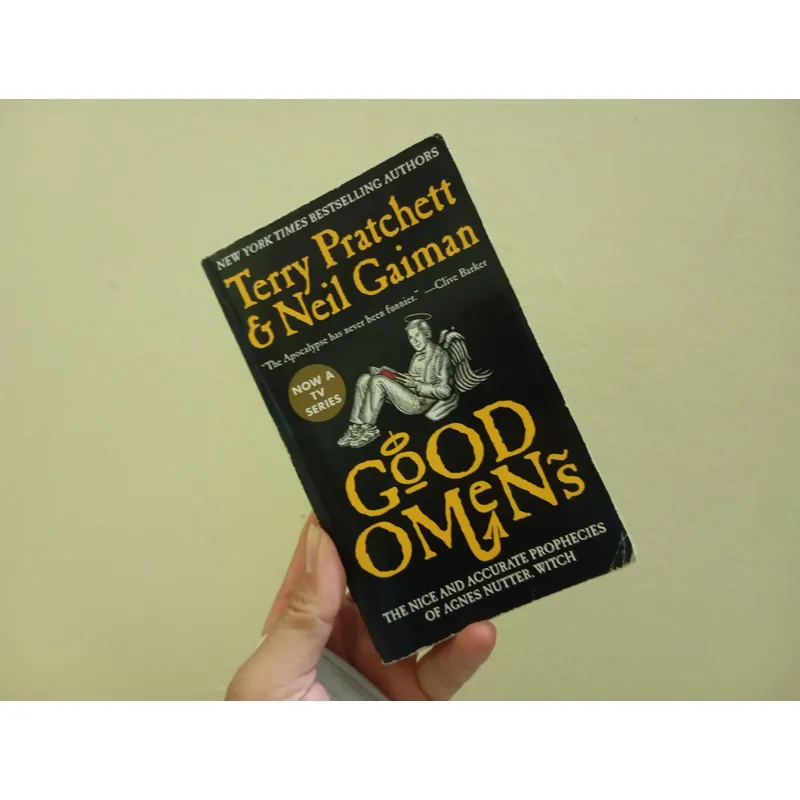 NEW YORK TIMES BESTSELLING AUTHORS
Terry Pratchett
& Neil Gaiman
"The Apocalypse has never been funnier." —Clive Barker
NOW A
TV
SERIES
GOOD
OMENS
THE NICE AND ACCURATE PROPHECIES
OF AGNES NUTTER, WITCH